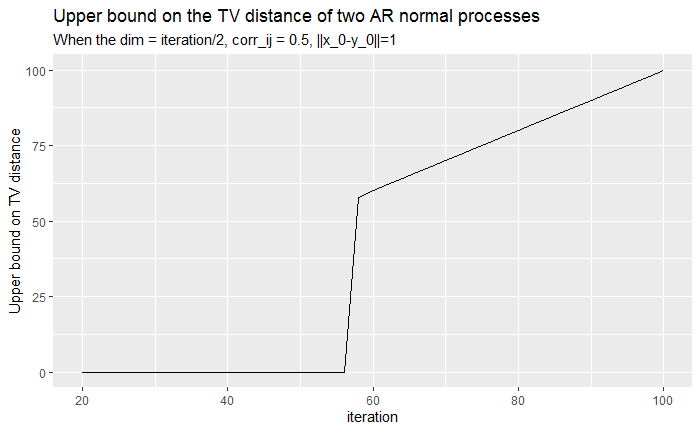 Upper bound on the TV distance of two AR normal processes
When the dim = iteration/2, corr_ij = 0.5, ||x_0-y_0||=1
Upper bound on TV distance
100
75
50
25
0
20
40
60
80
100
iteration